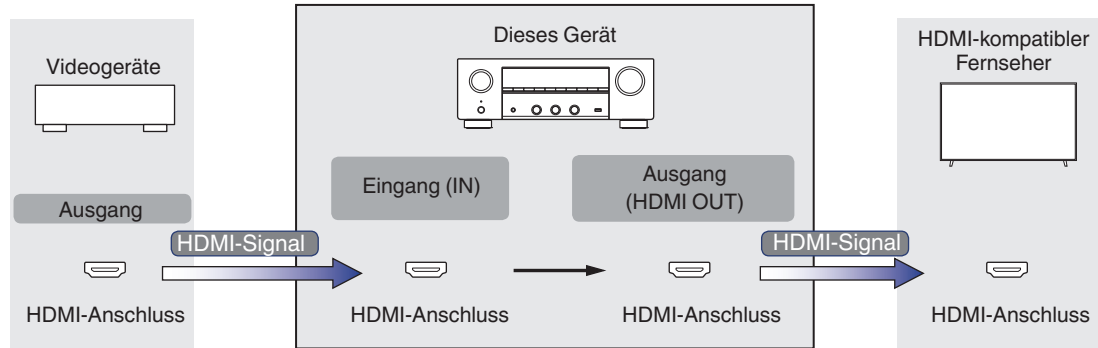 Dieses Gerät
Videogeräte
HDMI-kompatibler
Fernseher
Ausgang
Eingang (IN)
Ausgang
(HDMI OUT)
HDMI-Signal
HDMI-Signal
HDMI-Anschluss
HDMI-Anschluss
HDMI-Anschluss
HDMI-Anschluss